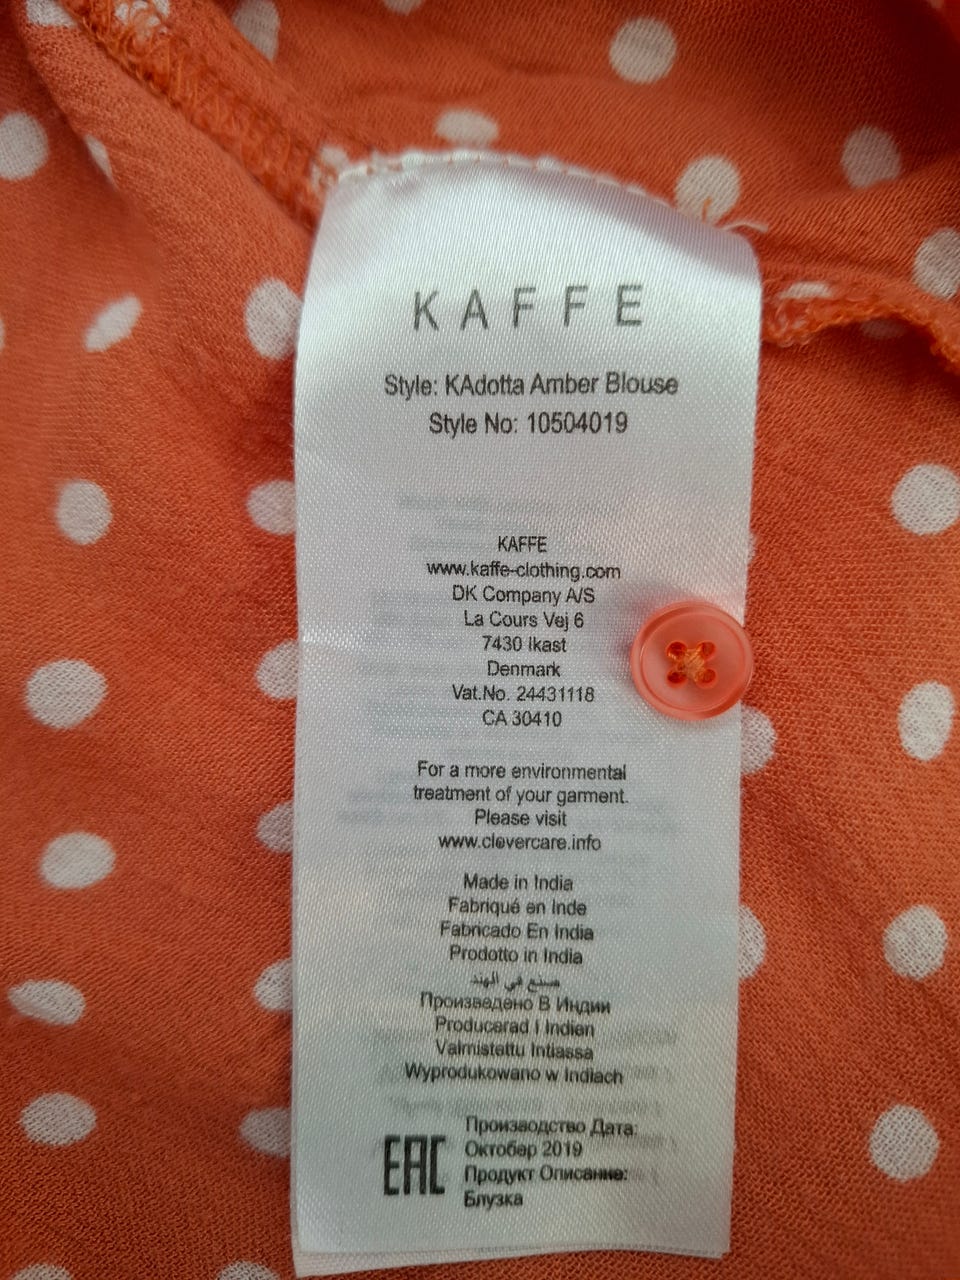 KAFFE
Style: KAdotta Amber Blouse
Style No: 10504019
KAFFE
www.kaffe-clothing.com
DK Company A/S
La Cours Vej 6
7430 Ikast
Denmark
Vat.No. 24431118
CA 30410
For a more environmental
treatment of your garment.
Please visit
www.clevercare.info
Made in India
Fabriqué en Inde
Fabricado En India
Prodotto in India
صنع في الهند
Произведено В Индии
Producerad I Indien
Valmistettu Intiassa
Wyprodukowano w Indiach
EAC
Производство Дата:
Октобер 2019
Продукт Описание:
Блузка